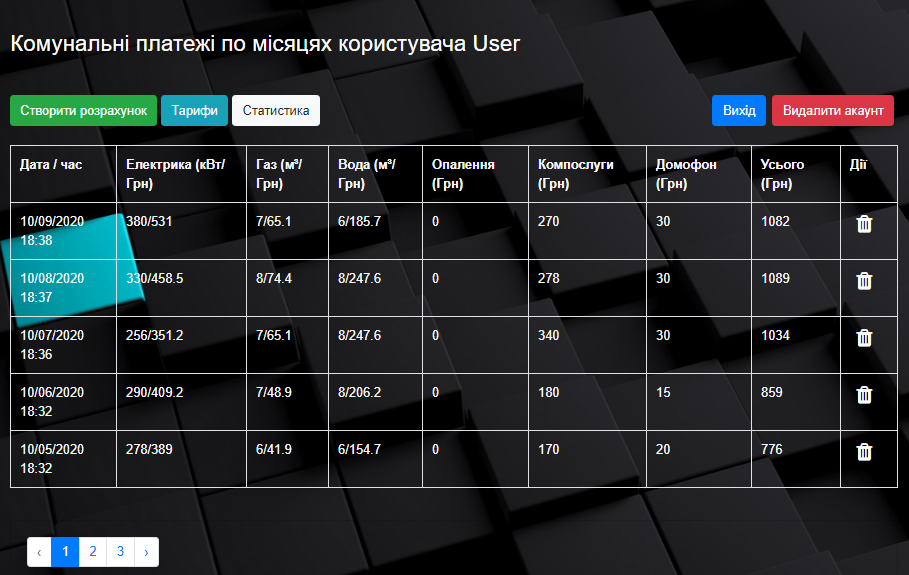 Комунальні платежі по місяцях користувача User
Створити розрахунок Тарифи Статистика Вихід Видалити акаунт
Дата / час Електрика (кВт/ Газ (м³/ Вода (м³/ Опалення Компослуги Домофон Усього Дії
Грн) Грн) Грн) (Грн) (Грн) (Грн) (Грн)
10/09/2020 380/531 7/65.1 6/185.7 0 270 30 1082
18:38
10/08/2020 330/458.5 8/74.4 8/247.6 0 278 30 1089
18:37
10/07/2020 256/351.2 7/65.1 8/247.6 0 340 30 1034
18:36
10/06/2020 290/409.2 7/48.9 8/206.2 0 180 15 859
18:32
10/05/2020 278/389 6/41.9 6/154.7 0 170 20 776
18:32
‹ 1 2 3 ›